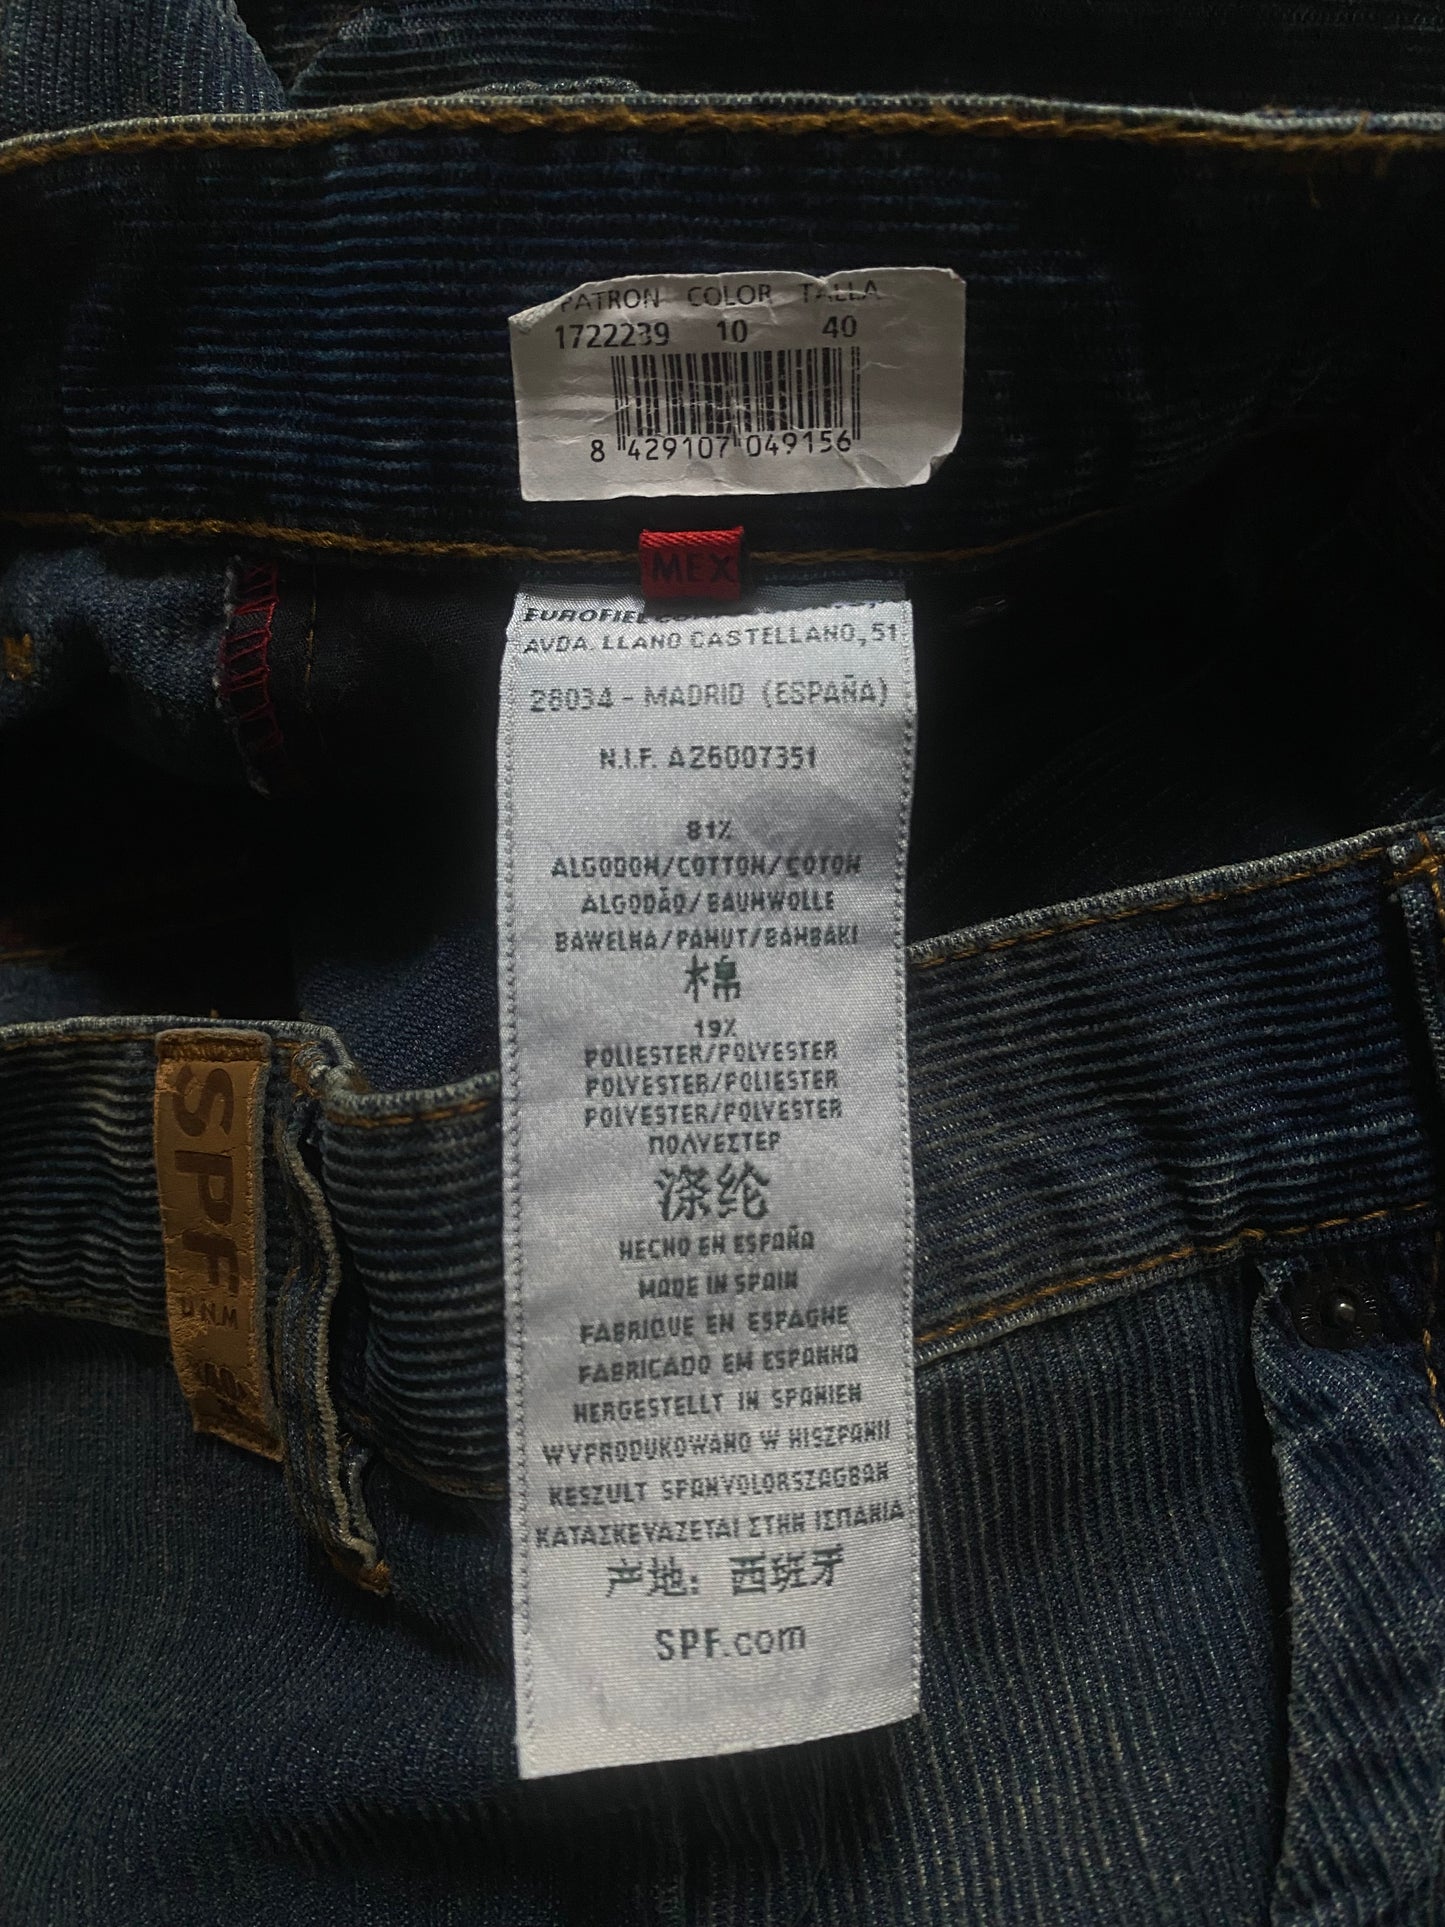 PATRON COLOR TALLA
1722239 10 40
8 429107 049156
MEX
EUROFIEL
AVDA. LLANO CASTELLANO, 51
28034 - MADRID (ESPAÑA)
N.I.F. A26007351
81%
ALGODON/COTTON/COTON
ALGODÃO/BAUMWOLLE
BAWELNA/PAMUT/BAMBAKI
棉
19%
POLIESTER/POLYESTER
POLYESTER/POLIESTER
POLYESTER/POLYESTER
ΠΟΛΥΕΣΤΕΡ
涤纶
HECHO EN ESPAÑA
MADE IN SPAIN
FABRIQUE EN ESPAGNE
FABRICADO EM ESPANHA
HERGESTELLT IN SPANIEN
WYPRODUKOWANO W HISZPANII
KESZULT SPANYOLORSZAGBAN
ΚΑΤΑΣΚΕVΑΖΕΤΑΙ ΣΤΗΝ ΙΣΠΑΝΙΑ
产地: 西班牙
SPF.com
SPF
D.N.M